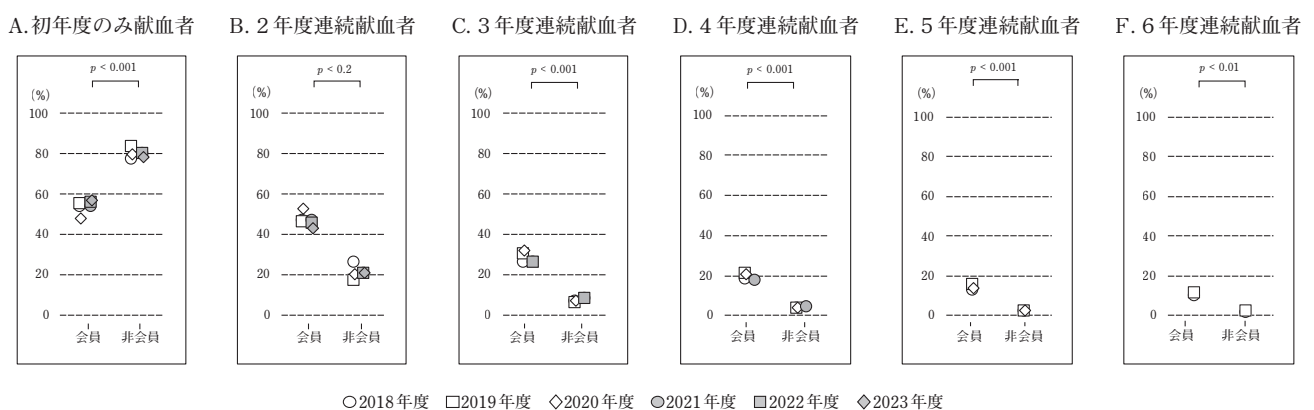 A.初年度のみ献血者
p < 0.001
(%)
100
80
60
40
20
0
会員 非会員
B.２年度連続献血者
p < 0.2
(%)
100
80
60
40
20
0
会員 非会員
C.３年度連続献血者
p < 0.001
(%)
100
80
60
40
20
0
会員 非会員
D.４年度連続献血者
p < 0.001
(%)
100
80
60
40
20
0
会員 非会員
E.５年度連続献血者
p < 0.001
(%)
100
80
60
40
20
0
会員 非会員
F.６年度連続献血者
p < 0.01
(%)
100
80
60
40
20
0
会員 非会員
2018年度 2019年度 2020年度 2021年度 2022年度 2023年度